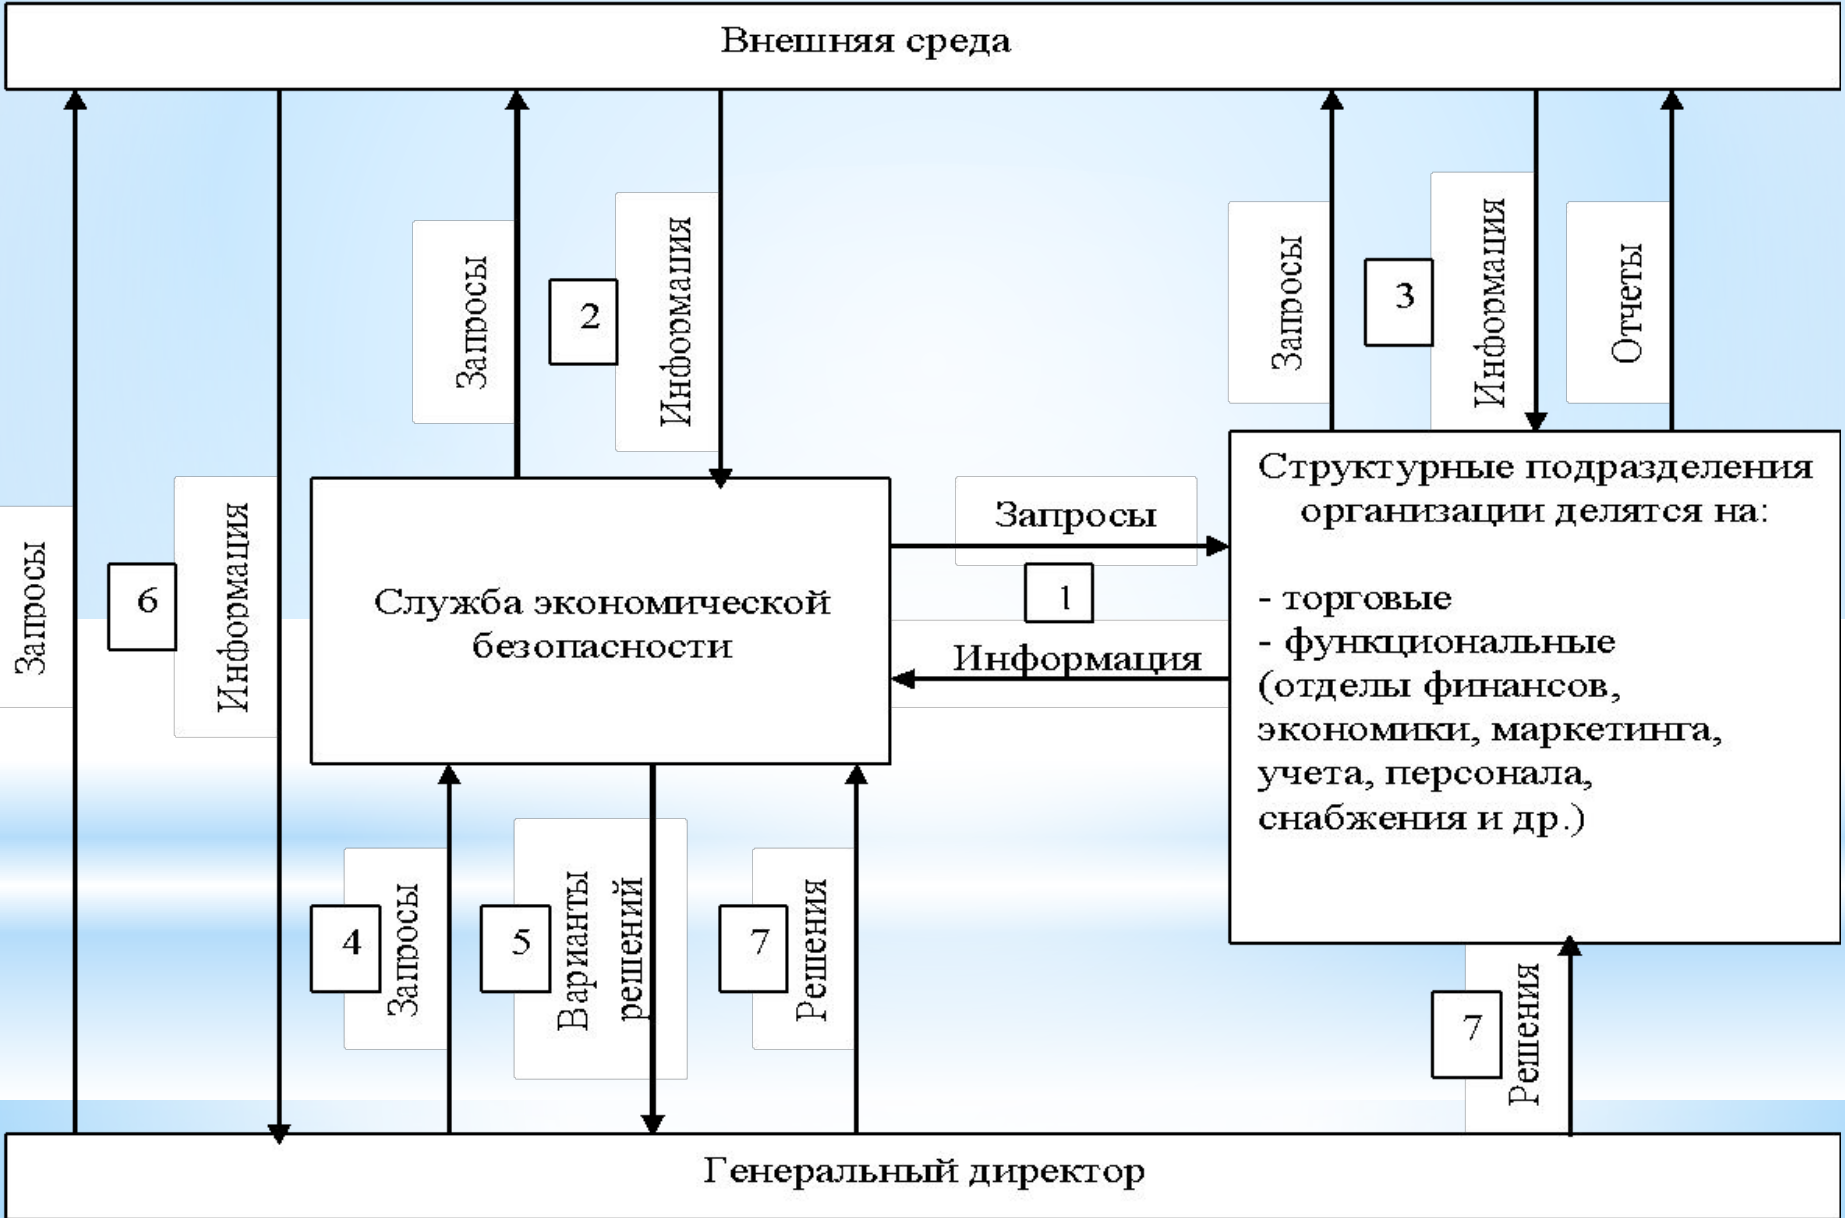 Внешняя среда
Запросы
6
Информация
Запросы
2
Информация
Запросы
3
Информация
Отчеты
Служба экономической
безопасности
Запросы
1
Информация
Структурные подразделения
организации делятся на:
- торговые
- функциональные
(отделы финансов,
экономики, маркетинга,
учета, персонала,
снабжения и др.)
4
Запросы
5
Варианты
решений
7
Решения
7
Решения
Генеральный директор